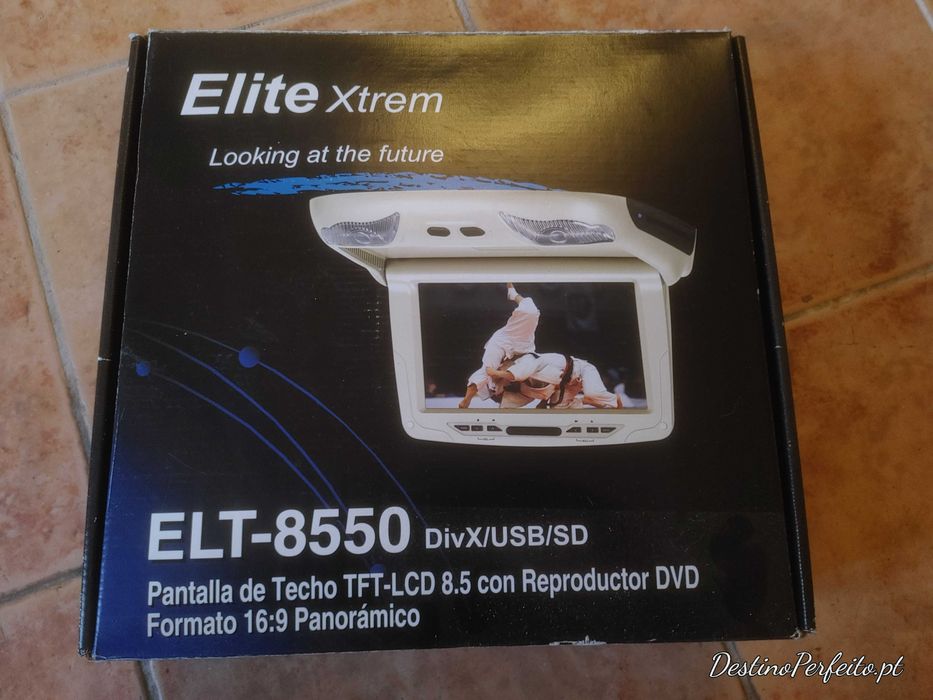 Elite Xtrem
Looking at the future
ELT-8550 DivX/USB/SD
Pantalla de Techo TFT-LCD 8.5 con Reproductor DVD
Formato 16:9 Panorámico
DestinoPerfeito.pt